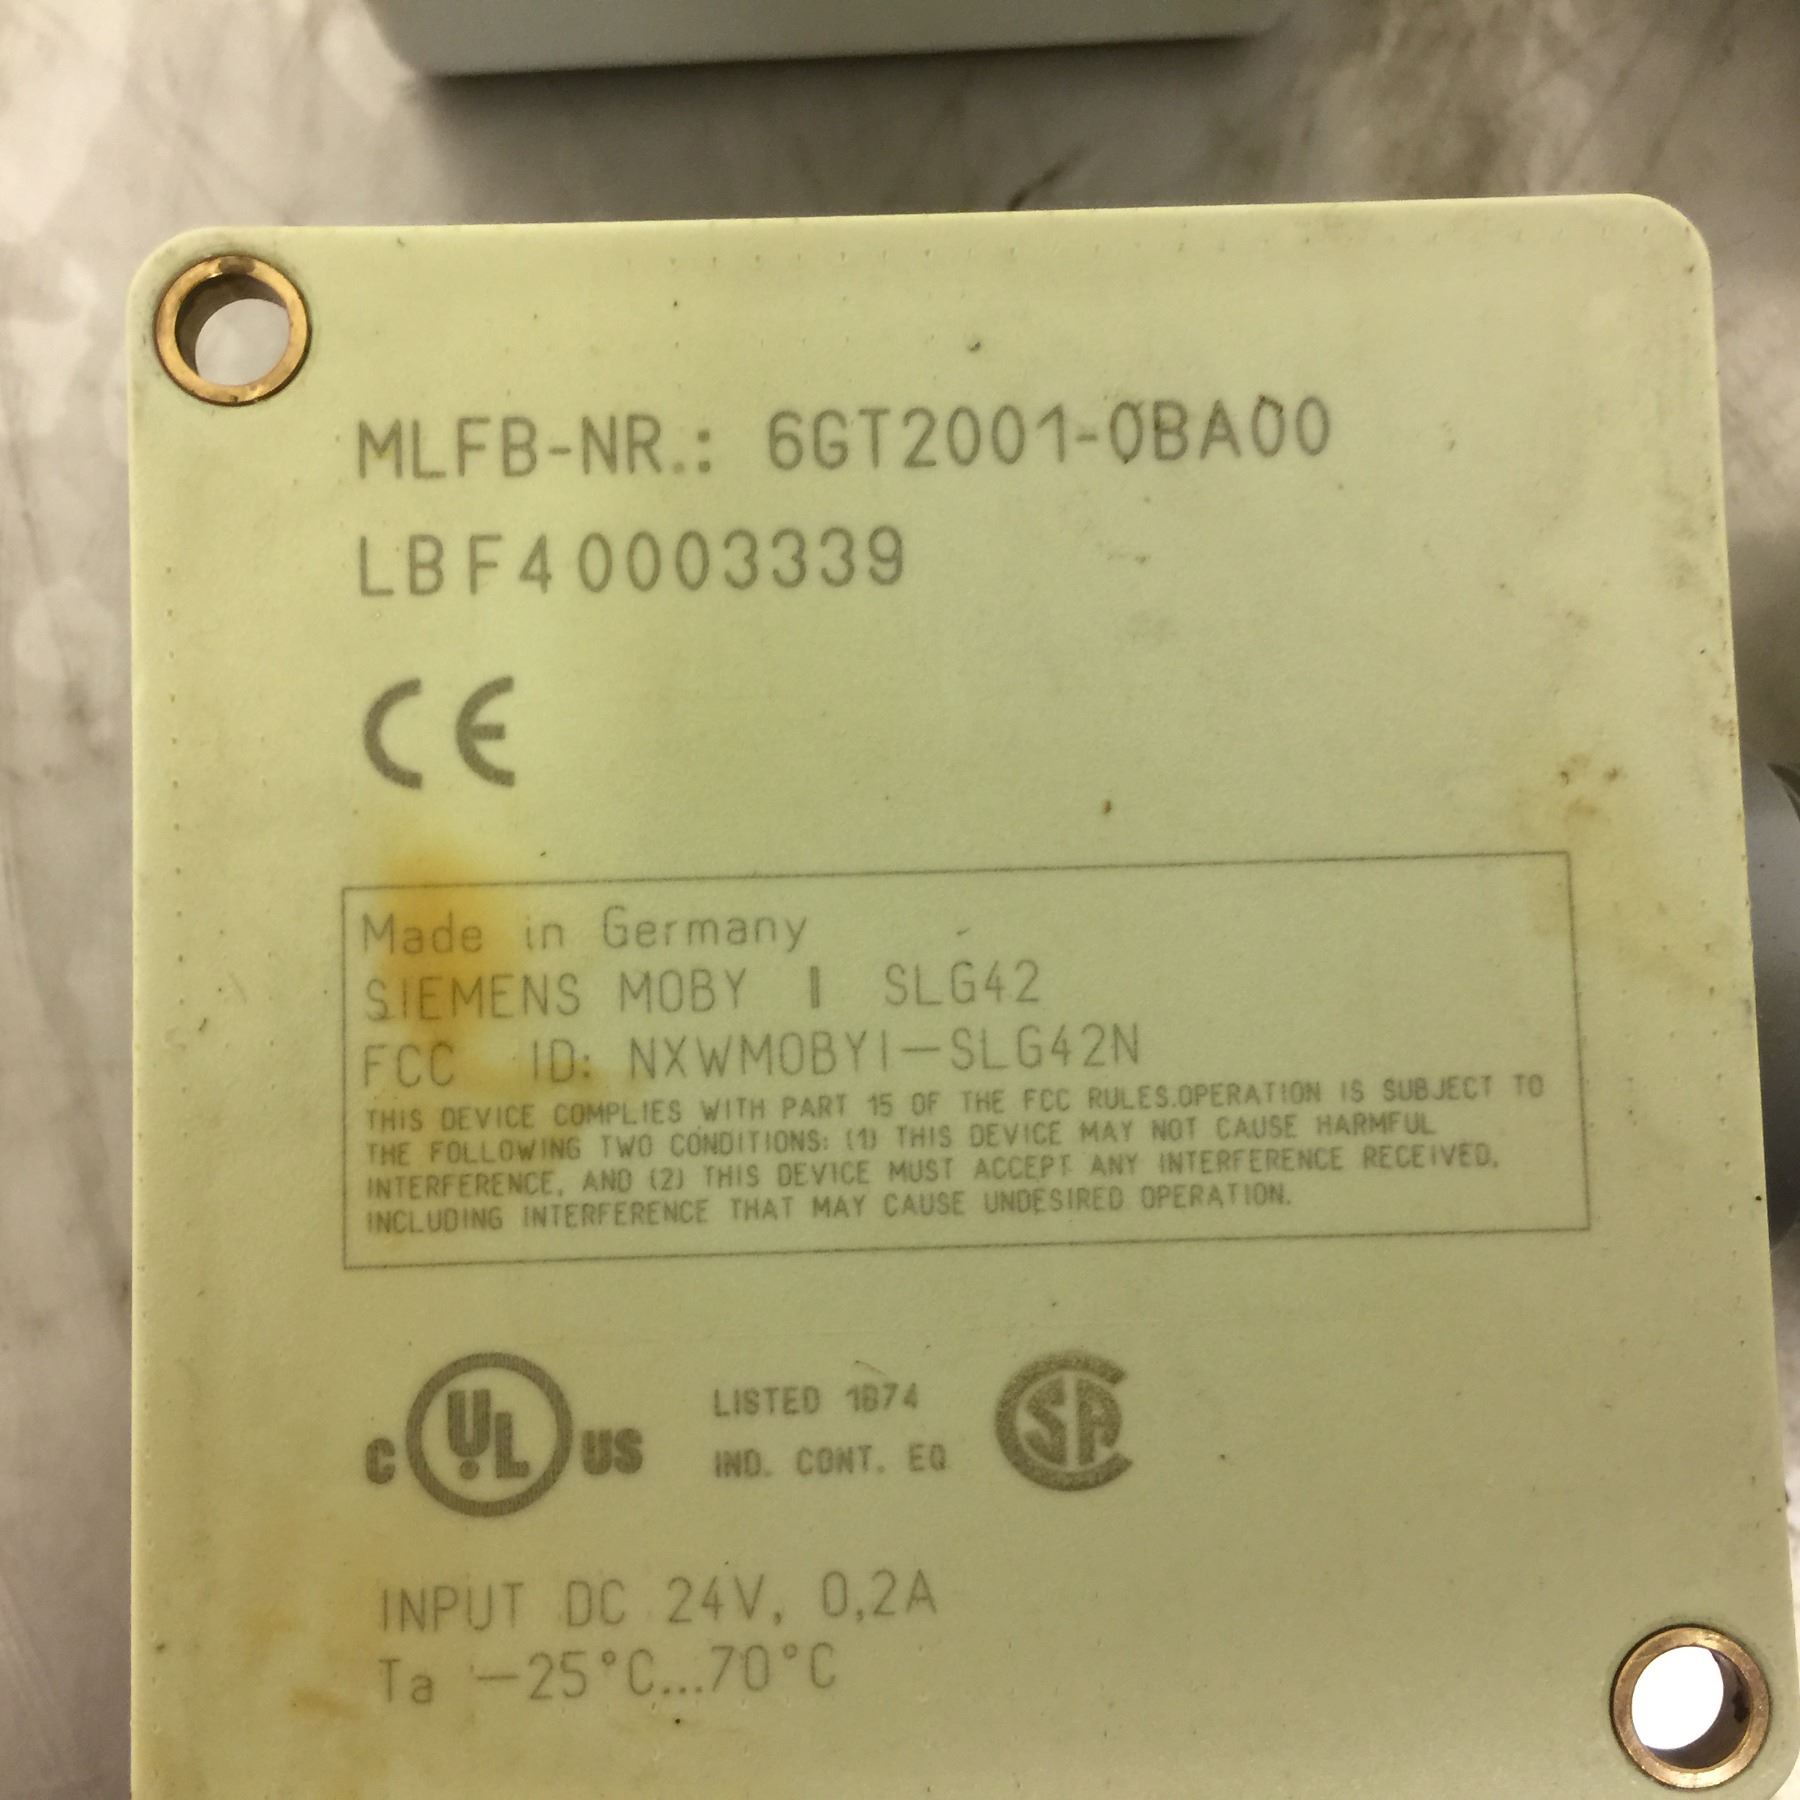 MLFB-NR.: 6GT2001-0BA00
LBF40003339
CE
Made in Germany
SIEMENS MOBY I SLG42
FCC ID: NXWMOBYI-SLG42N
THIS DEVICE COMPLIES WITH PART 15 OF THE FCC RULES.OPERATION IS SUBJECT TO
THE FOLLOWING TWO CONDITIONS: (1) THIS DEVICE MAY NOT CAUSE HARMFUL
INTERFERENCE, AND (2) THIS DEVICE MUST ACCEPT ANY INTERFERENCE RECEIVED,
INCLUDING INTERFERENCE THAT MAY CAUSE UNDESIRED OPERATION.
C UL US LISTED 1B74 SA
IND. CONT. EQ
INPUT DC 24V, 0,2A
Ta -25°C...70°C